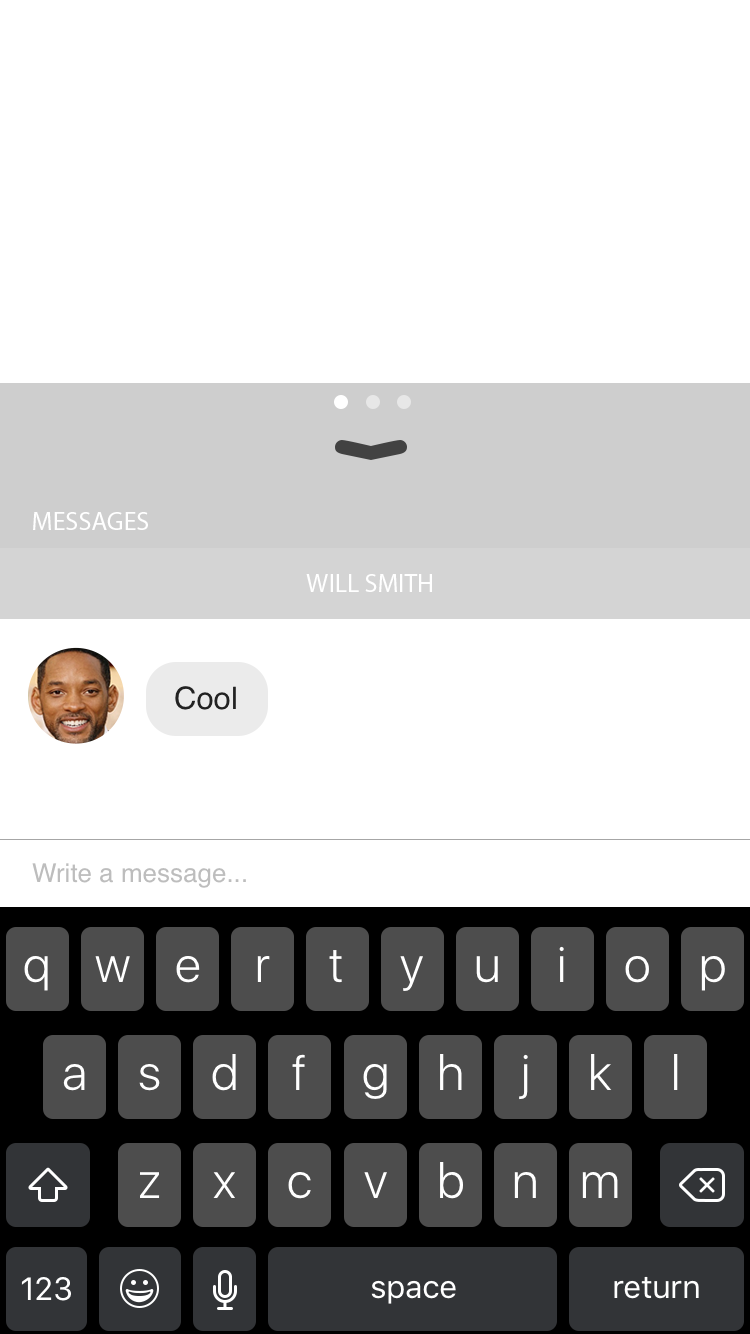 MESSAGES
WILL SMITH
Cool
Write a message...
q w e r t y u i o p
a s d f g h j k l
z x c v b n m
123 space return